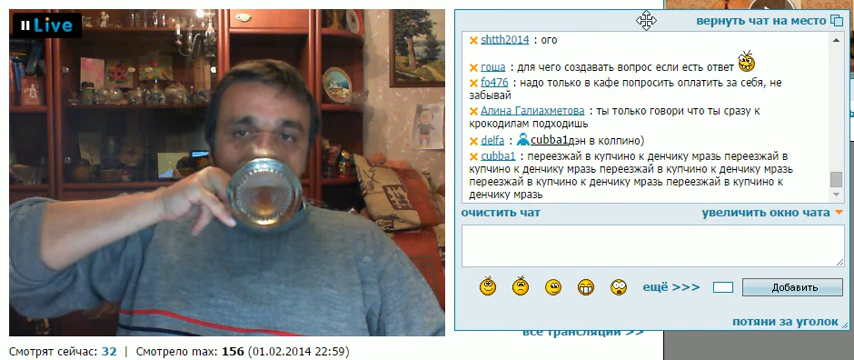 Live
вернуть чат на место
shtth2014 : ого
гоша : для чего создавать вопрос если есть ответ
fo476 : надо только в кафе попросить оплатить за себя, не
забывай
Алина Галиахметова : ты только говори что ты сразу к
крокодилам подходишь
delfa : cubba1дэн в колпино)
cubba1 : переезжай в купчино к денчику мразь переезжай в
купчино к денчику мразь переезжай в купчино к денчику мразь
переезжай в купчино к денчику мразь переезжай в купчино к
денчику мразь
очистить чат
увеличить окно чата
ещё >>>
Добавить
потяни за уголок
все трансляции >>
Смотрят сейчас: 32 | Смотрело max: 156 (01.02.2014 22:59)